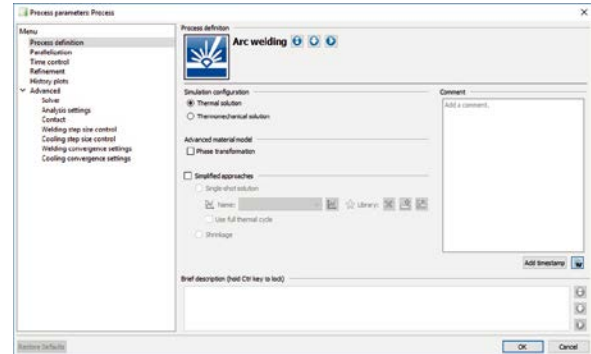 Process parameters: Process
Menu
Process definition
Parallelization
Time control
Refinement
History plots
Advanced
Solver
Analysis settings
Contact
Welding step size control
Cooling step size control
Welding convergence settings
Cooling convergence settings
Process definition
Arc welding
Simulation configuration
Thermal solution
Thermomechanical solution
Advanced material model
Phase transformation
Simplified approaches
Single-shot solution
Name:
Library:
Use full thermal cycle
Shrinkage
Comment
Add a comment.
Add timestamp
Brief description (hold Ctrl key to lock)
Restore Defaults
OK
Cancel